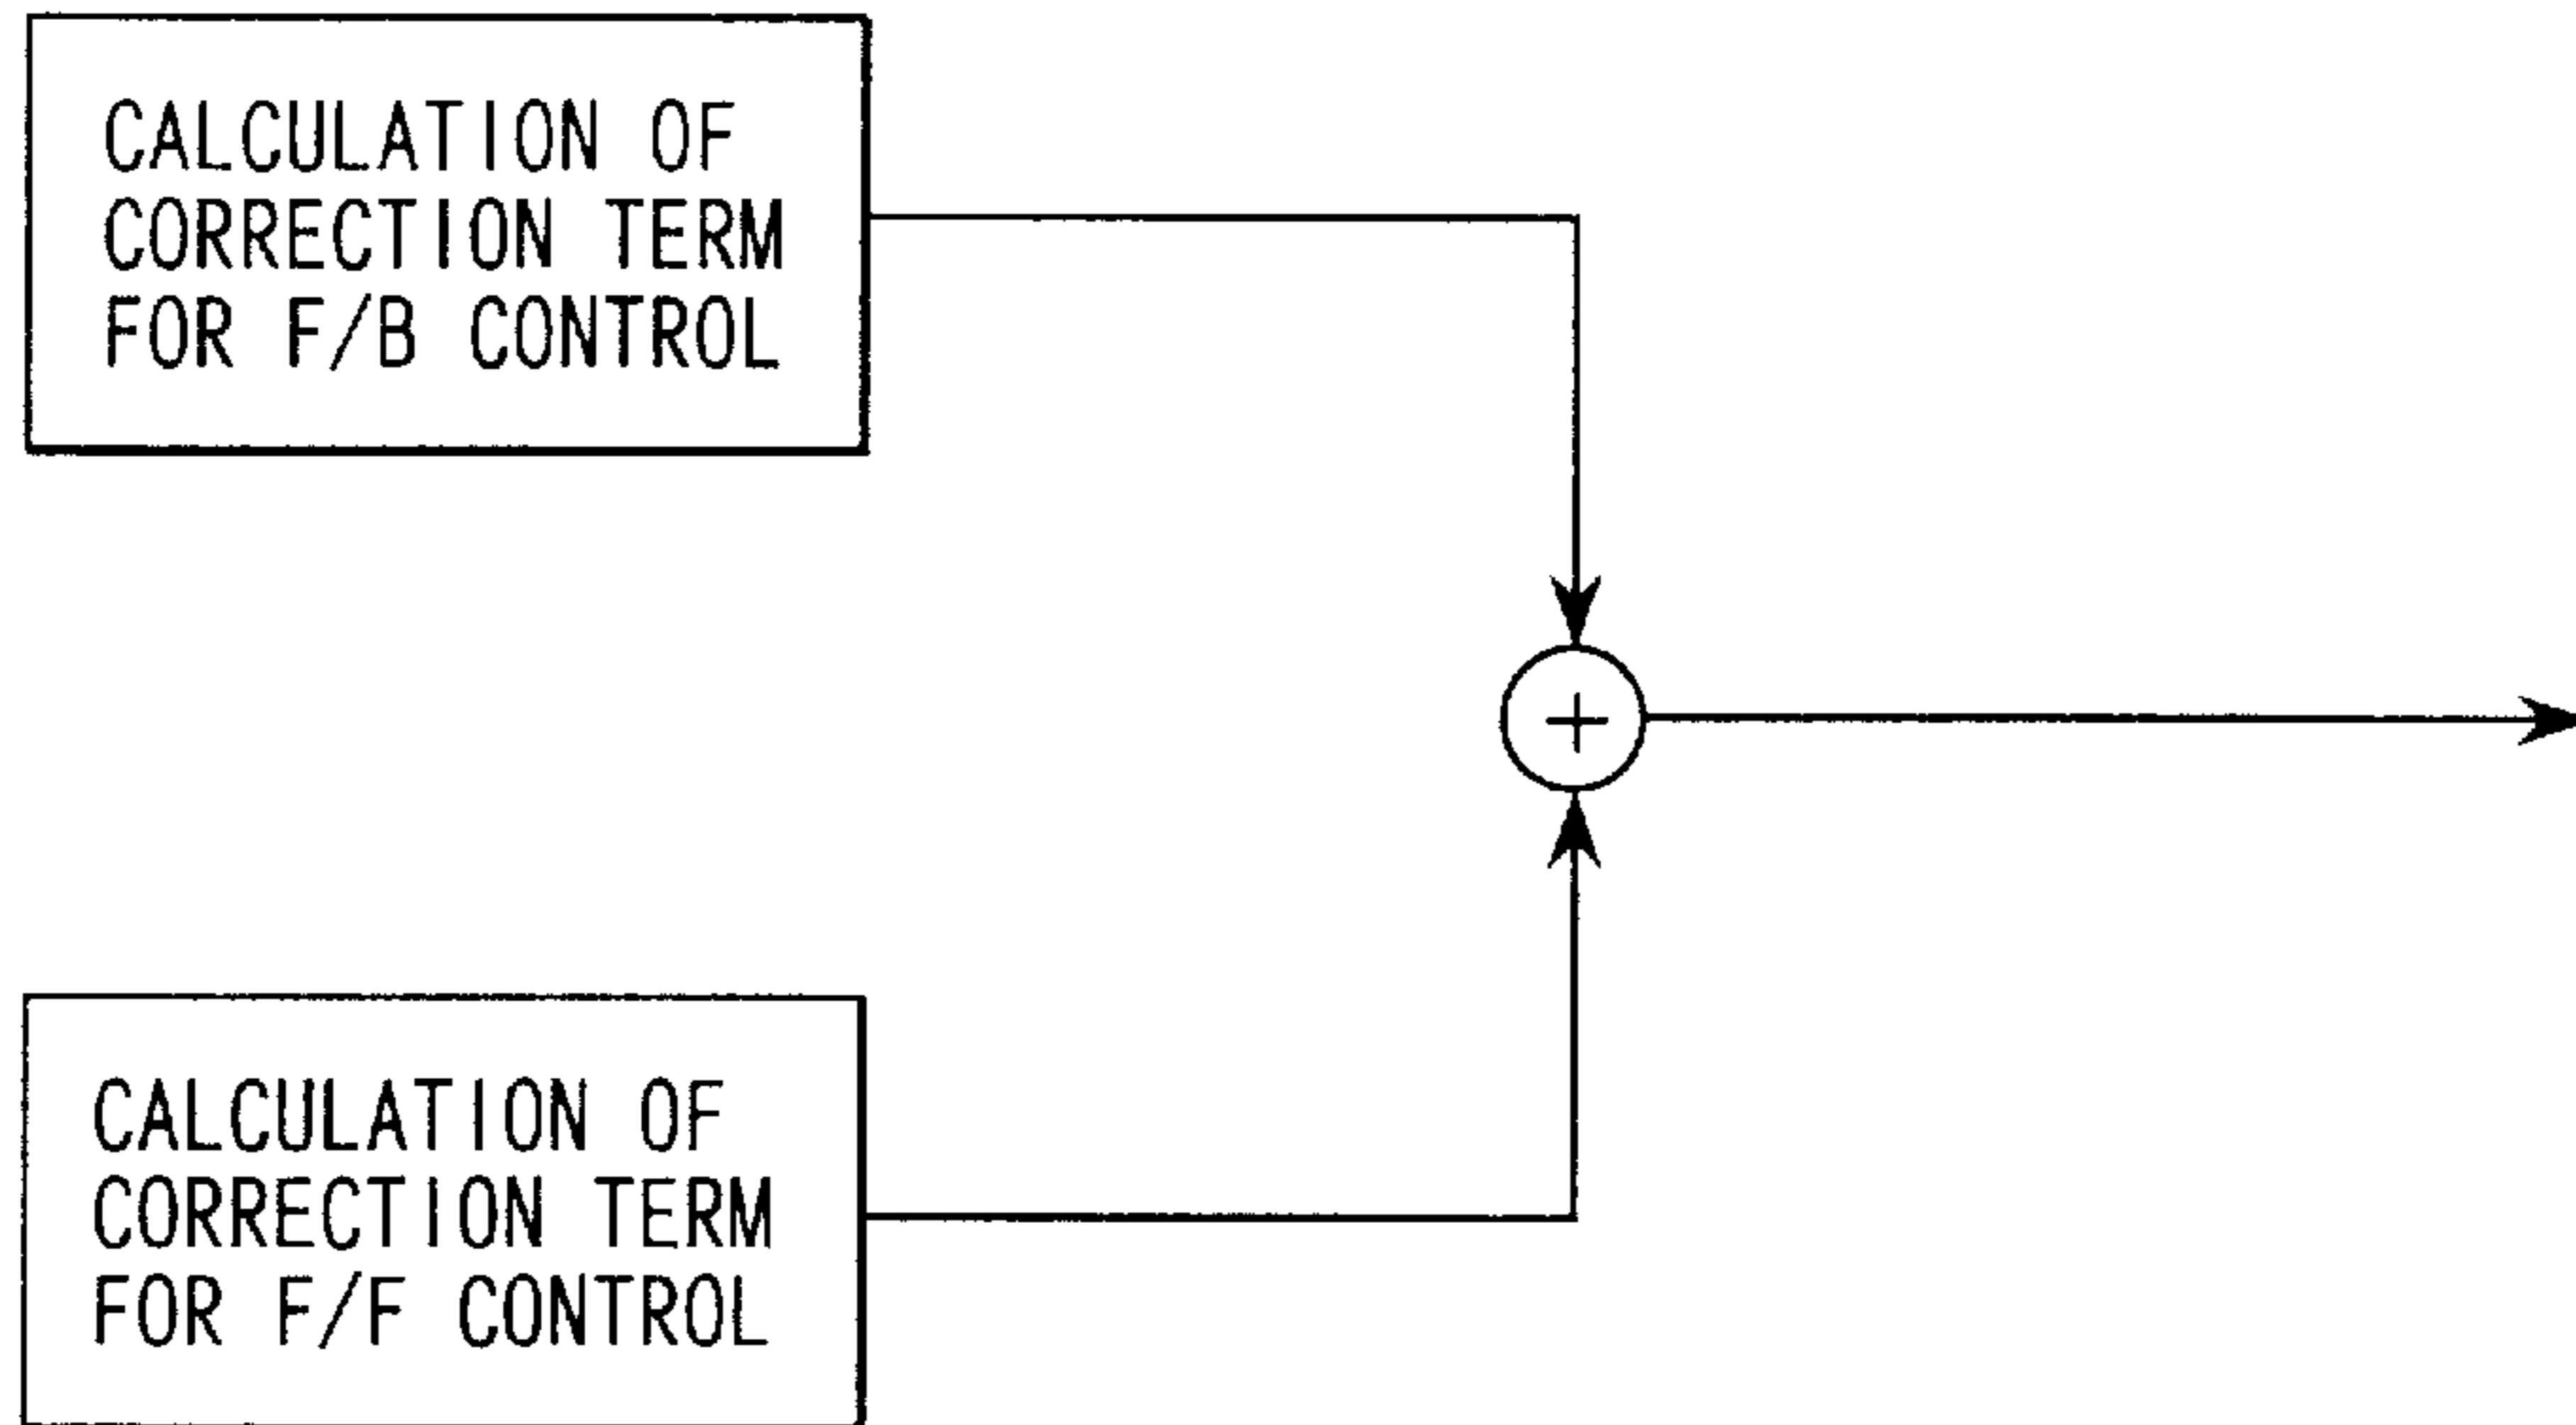 CALCULATION OF
CORRECTION TERM
FOR F/B CONTROL
+
CALCULATION OF
CORRECTION TERM
FOR F/F CONTROL